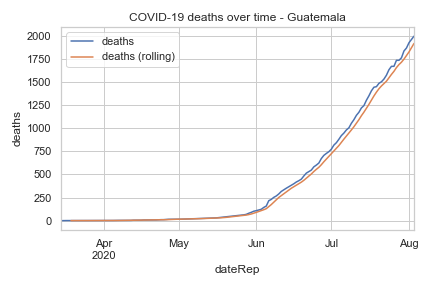 COVID-19 deaths over time - Guatemala
deaths
deaths (rolling)
2000
1750
1500
1250
1000
750
500
250
0
deaths
Apr
2020
May
Jun
Jul
Aug
dateRep